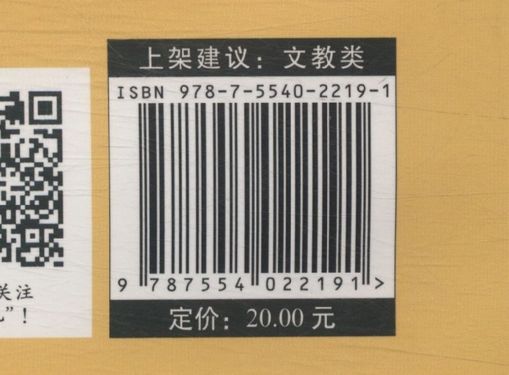 上架建议：文教类
ISBN 978-7-5540-2219-1
9 787554 022191 >
定价：20.00 元
关注
”！